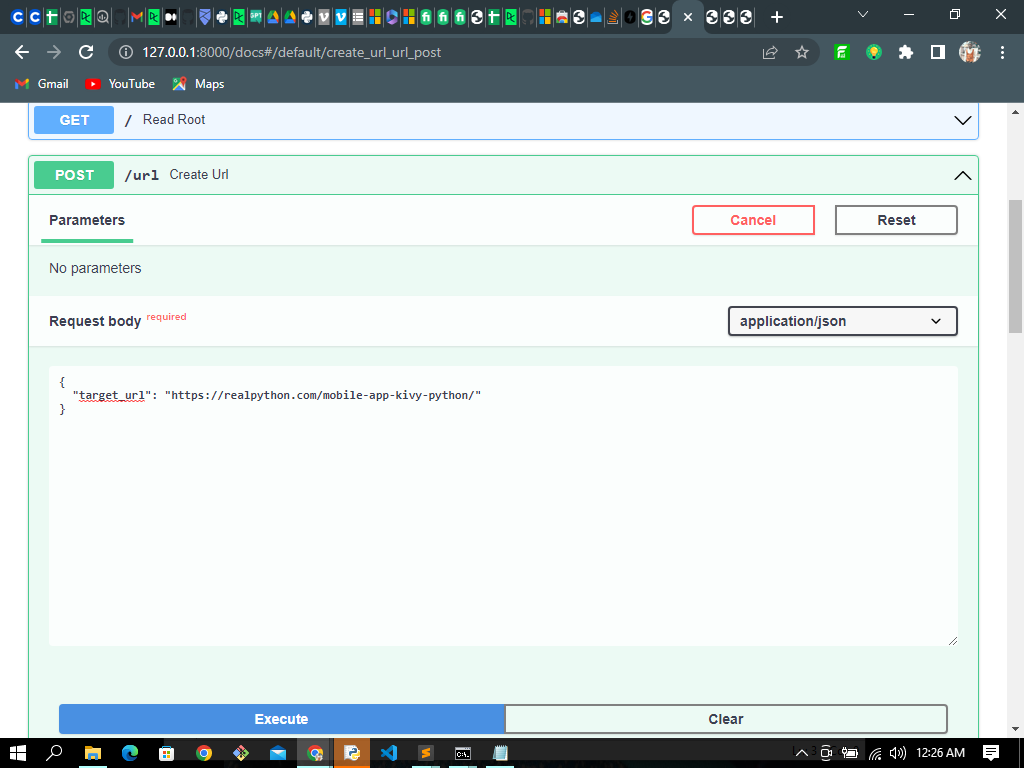 127.0.0.1:8000/docs#/default/create_url_url_post
Gmail YouTube Maps
GET / Read Root
POST /url Create Url
Parameters Cancel Reset
No parameters
Request body required application/json
{
"target_url": "https://realpython.com/mobile-app-kivy-python/"
}
Execute Clear
12:26 AM